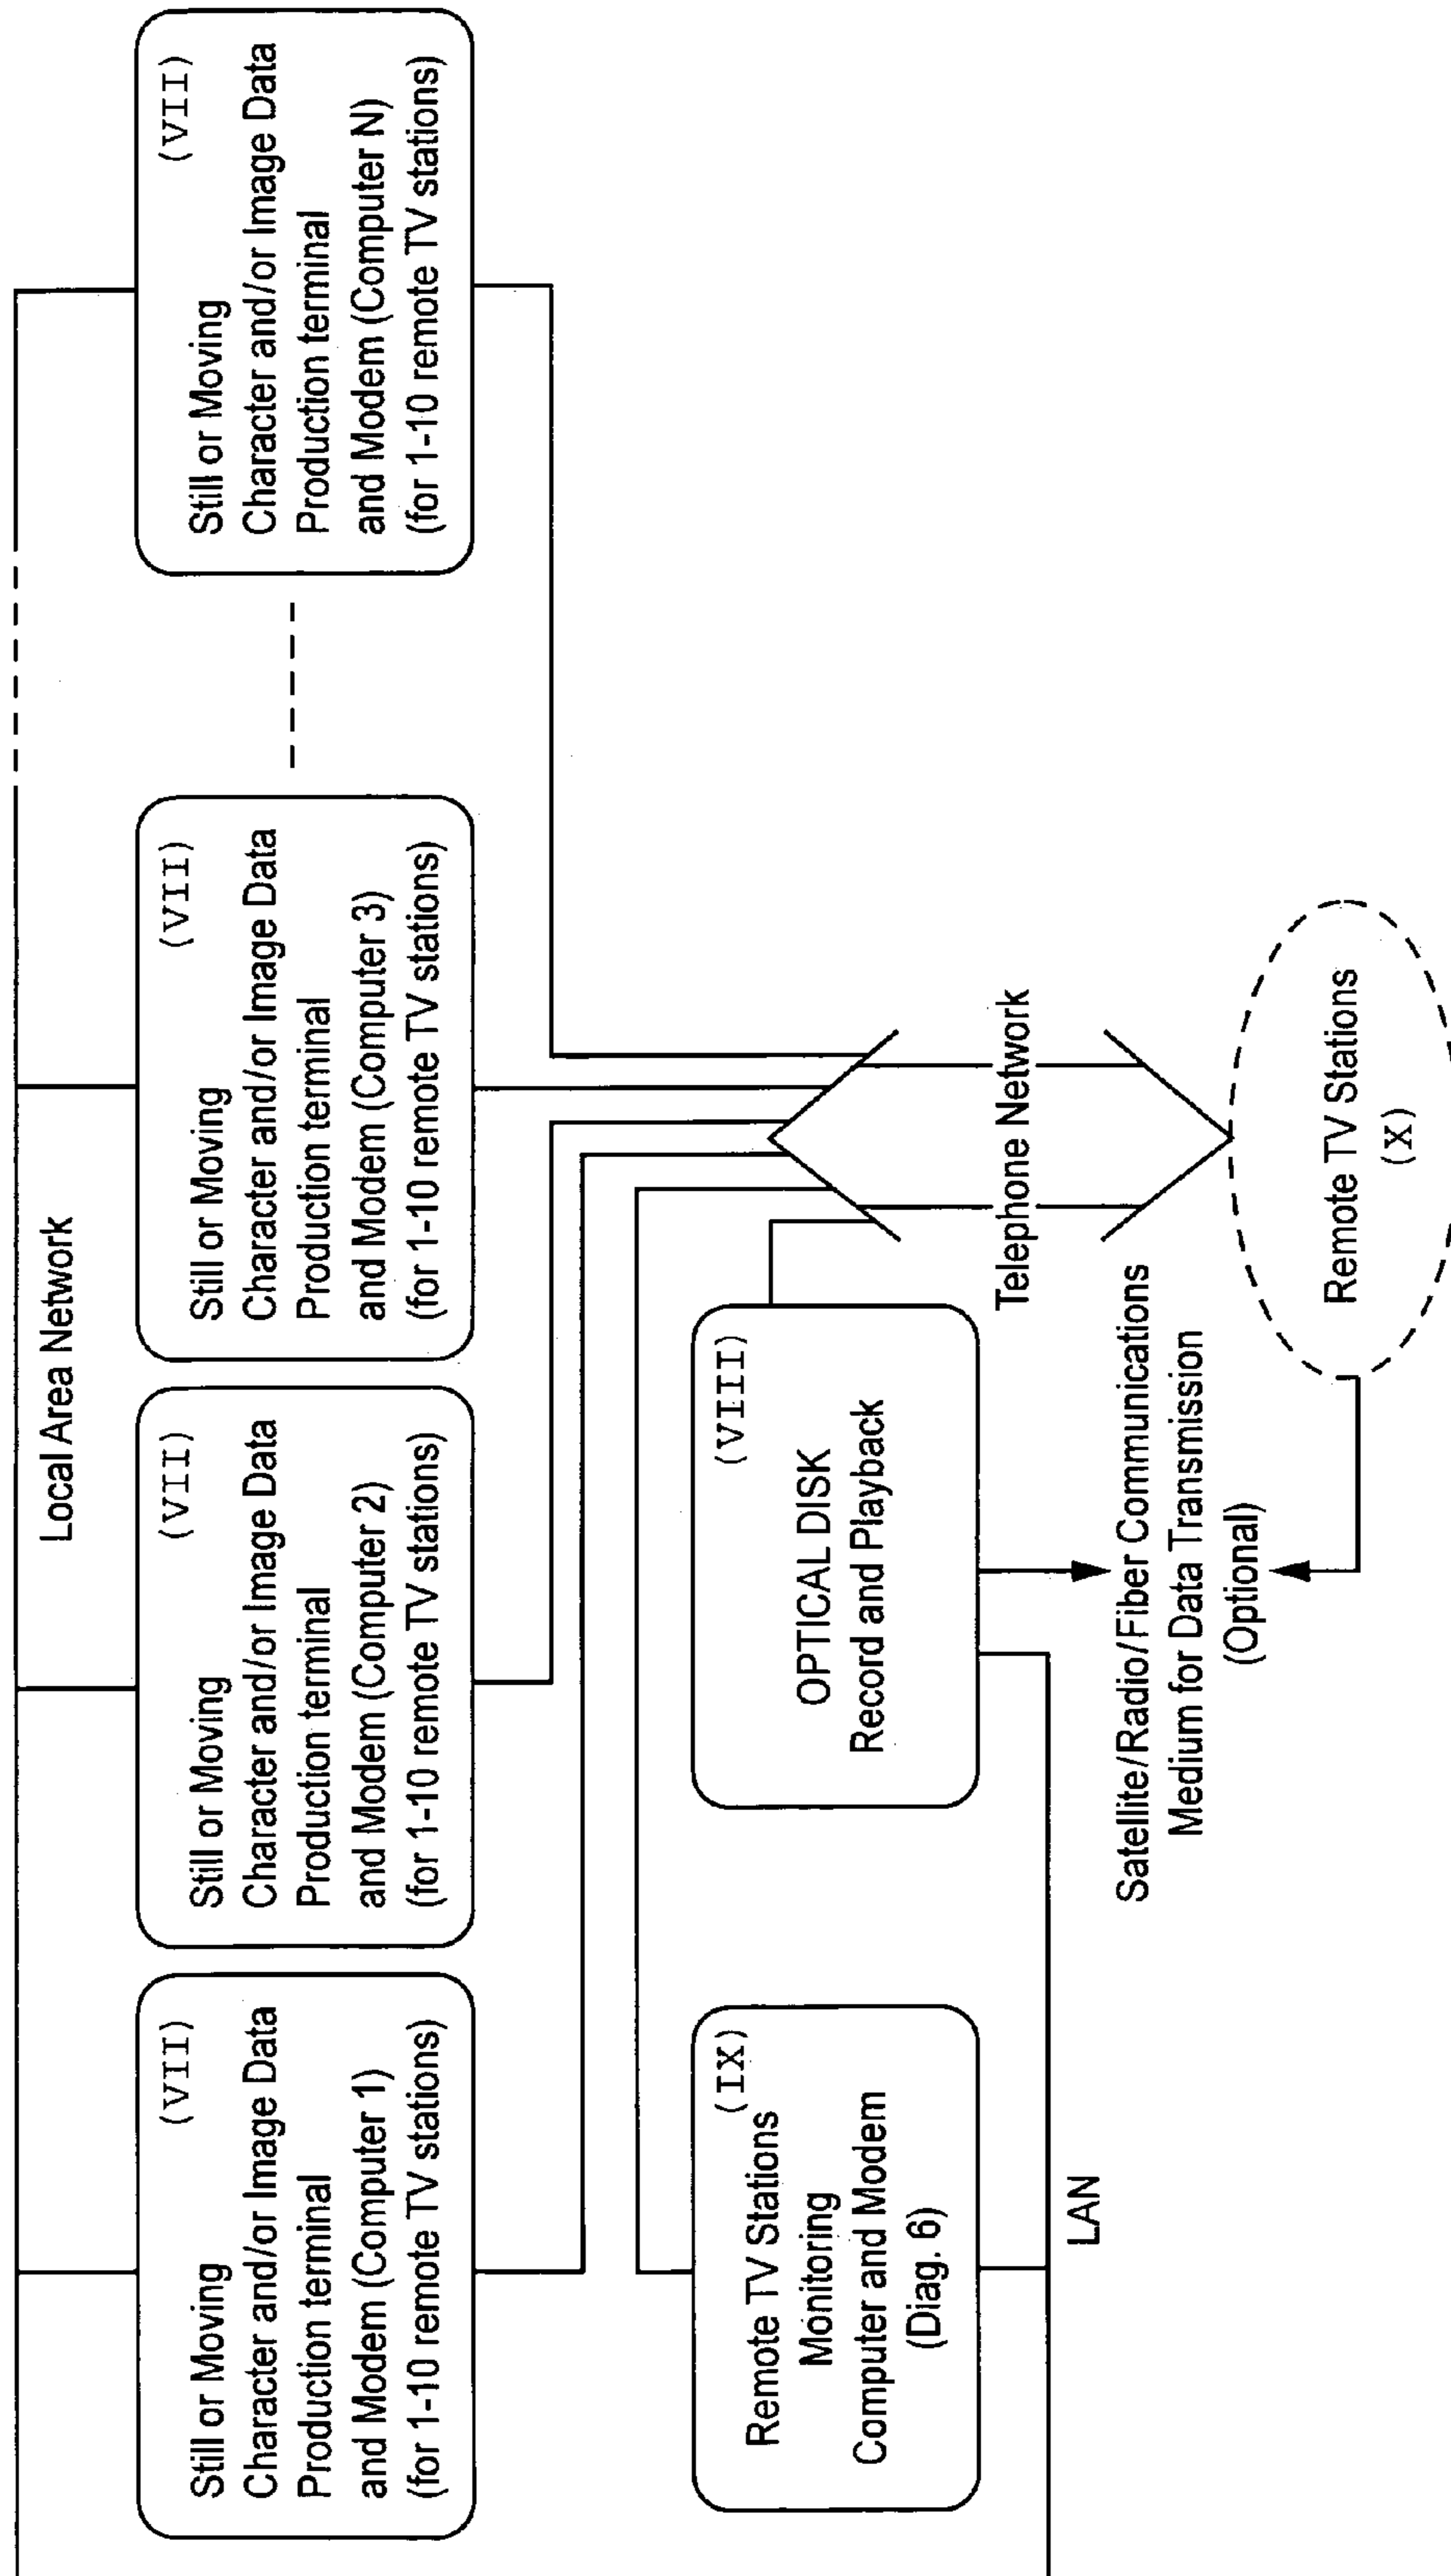 Local Area Network
(VII)
Still or Moving
Character and/or Image Data
Production terminal
and Modem (Computer 1)
(for 1-10 remote TV stations)
(VII)
Still or Moving
Character and/or Image Data
Production terminal
and Modem (Computer 2)
(for 1-10 remote TV stations)
(VII)
Still or Moving
Character and/or Image Data
Production terminal
and Modem (Computer 3)
(for 1-10 remote TV stations)
(VII)
Still or Moving
Character and/or Image Data
Production terminal
and Modem (Computer N)
(for 1-10 remote TV stations)
(IX)
Remote TV Stations
Monitoring
Computer and Modem
(Diag. 6)
(VIII)
OPTICAL DISK
Record and Playback
LAN
Telephone Network
Satellite/Radio/Fiber Communications
Medium for Data Transmission
(Optional)
Remote TV Stations
(X)